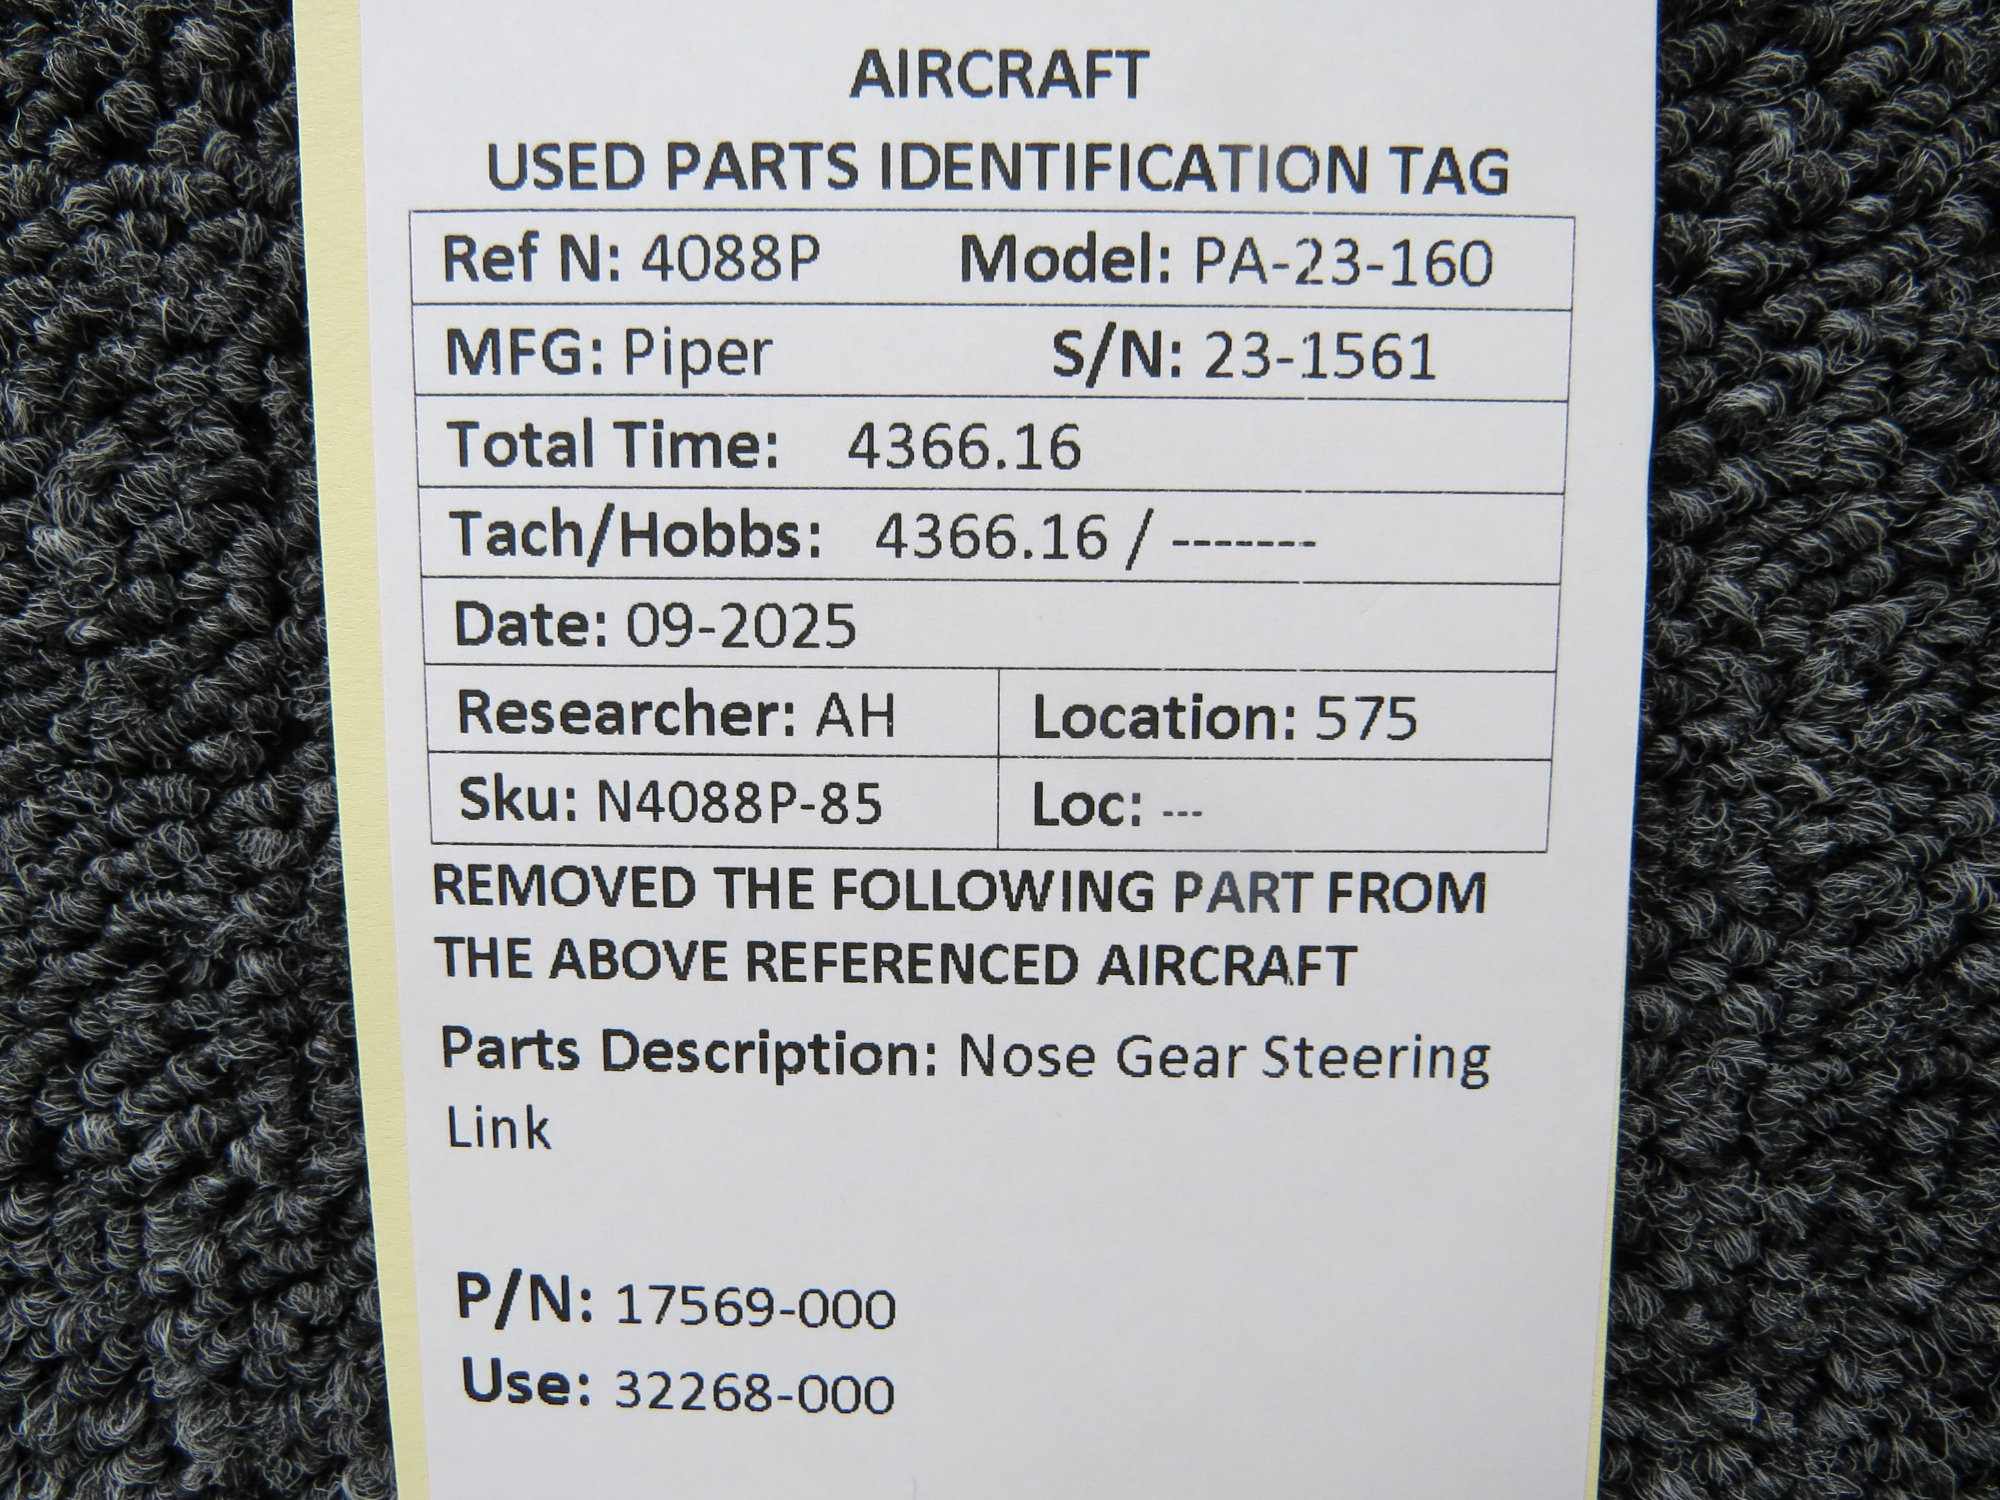 AIRCRAFT
USED PARTS IDENTIFICATION TAG
Ref N: 4088P Model: PA-23-160
MFG: Piper S/N: 23-1561
Total Time: 4366.16
Tach/Hobbs: 4366.16 / -------
Date: 09-2025
Researcher: AH Location: 575
Sku: N4088P-85 Loc: ---
REMOVED THE FOLLOWING PART FROM
THE ABOVE REFERENCED AIRCRAFT
Parts Description: Nose Gear Steering
Link
P/N: 17569-000
Use: 32268-000